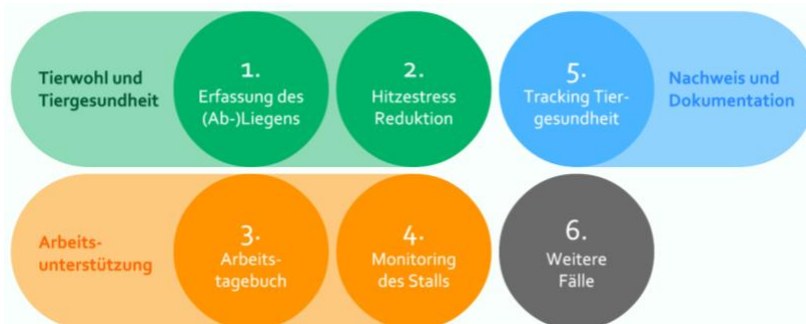 Tierwohl und
Tiergesundheit
1.
Erfassung des
(Ab-)Liegens
2.
Hitzestress
Reduktion
5.
Tracking Tier-
gesundheit
Nachweis und
Dokumentation
Arbeits-
unterstützung
3.
Arbeits-
tagebuch
4.
Monitoring
des Stalls
6.
Weitere
Fälle